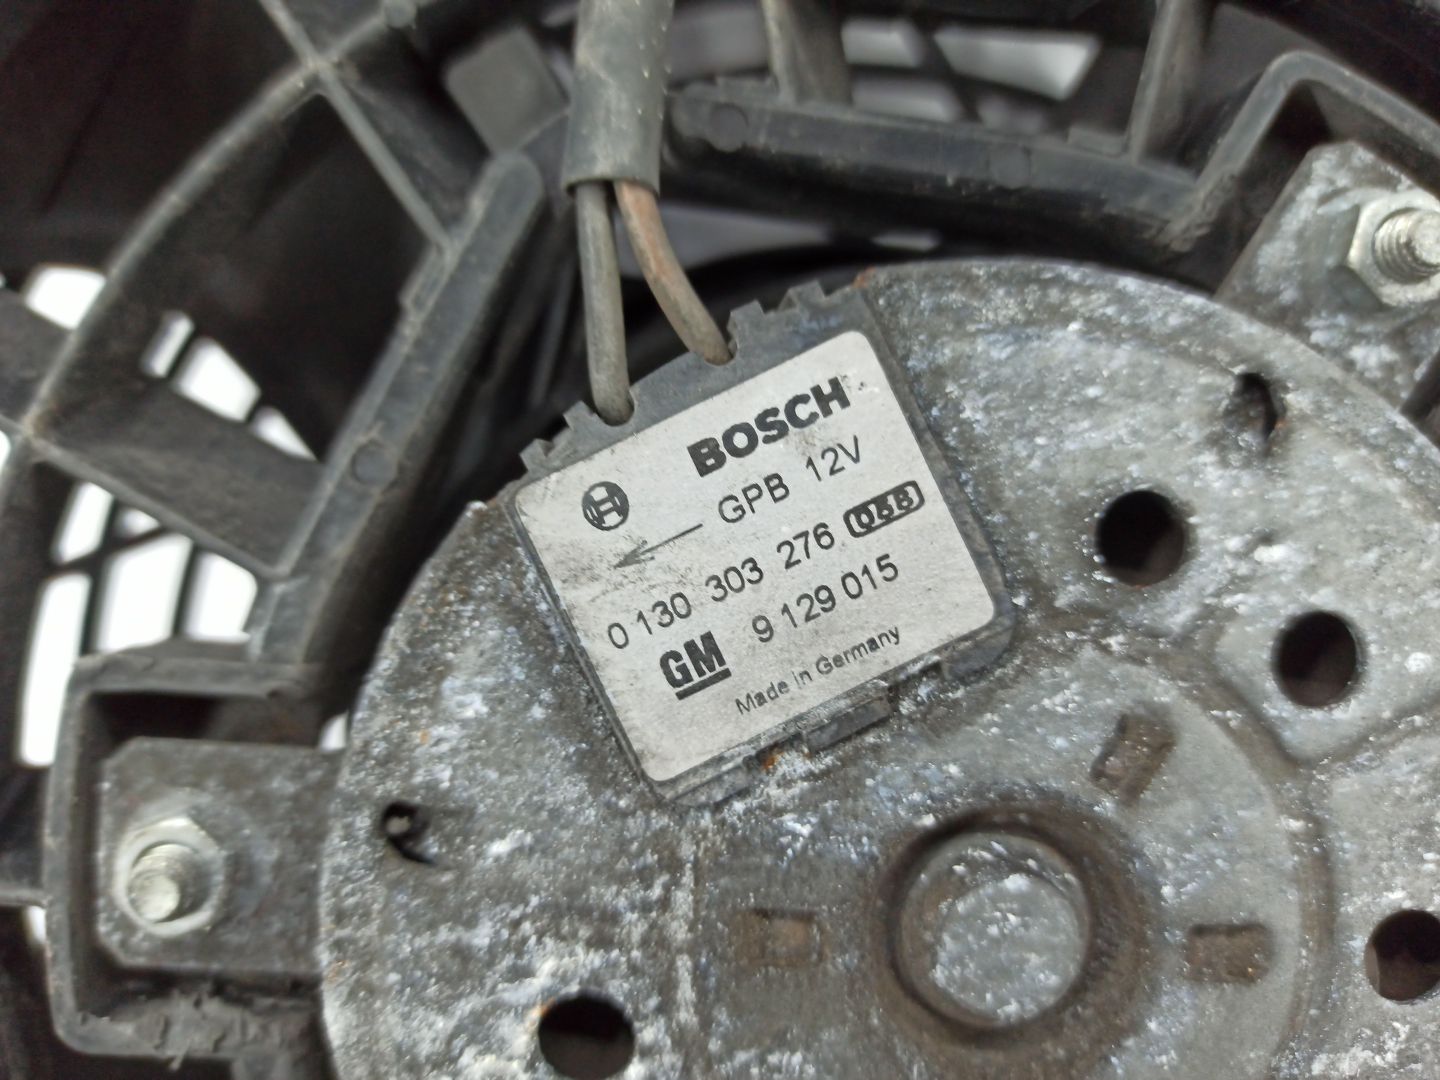 BOSCH
GPB 12V
0 130 303 276
GM 9 129 015
Made in Germany